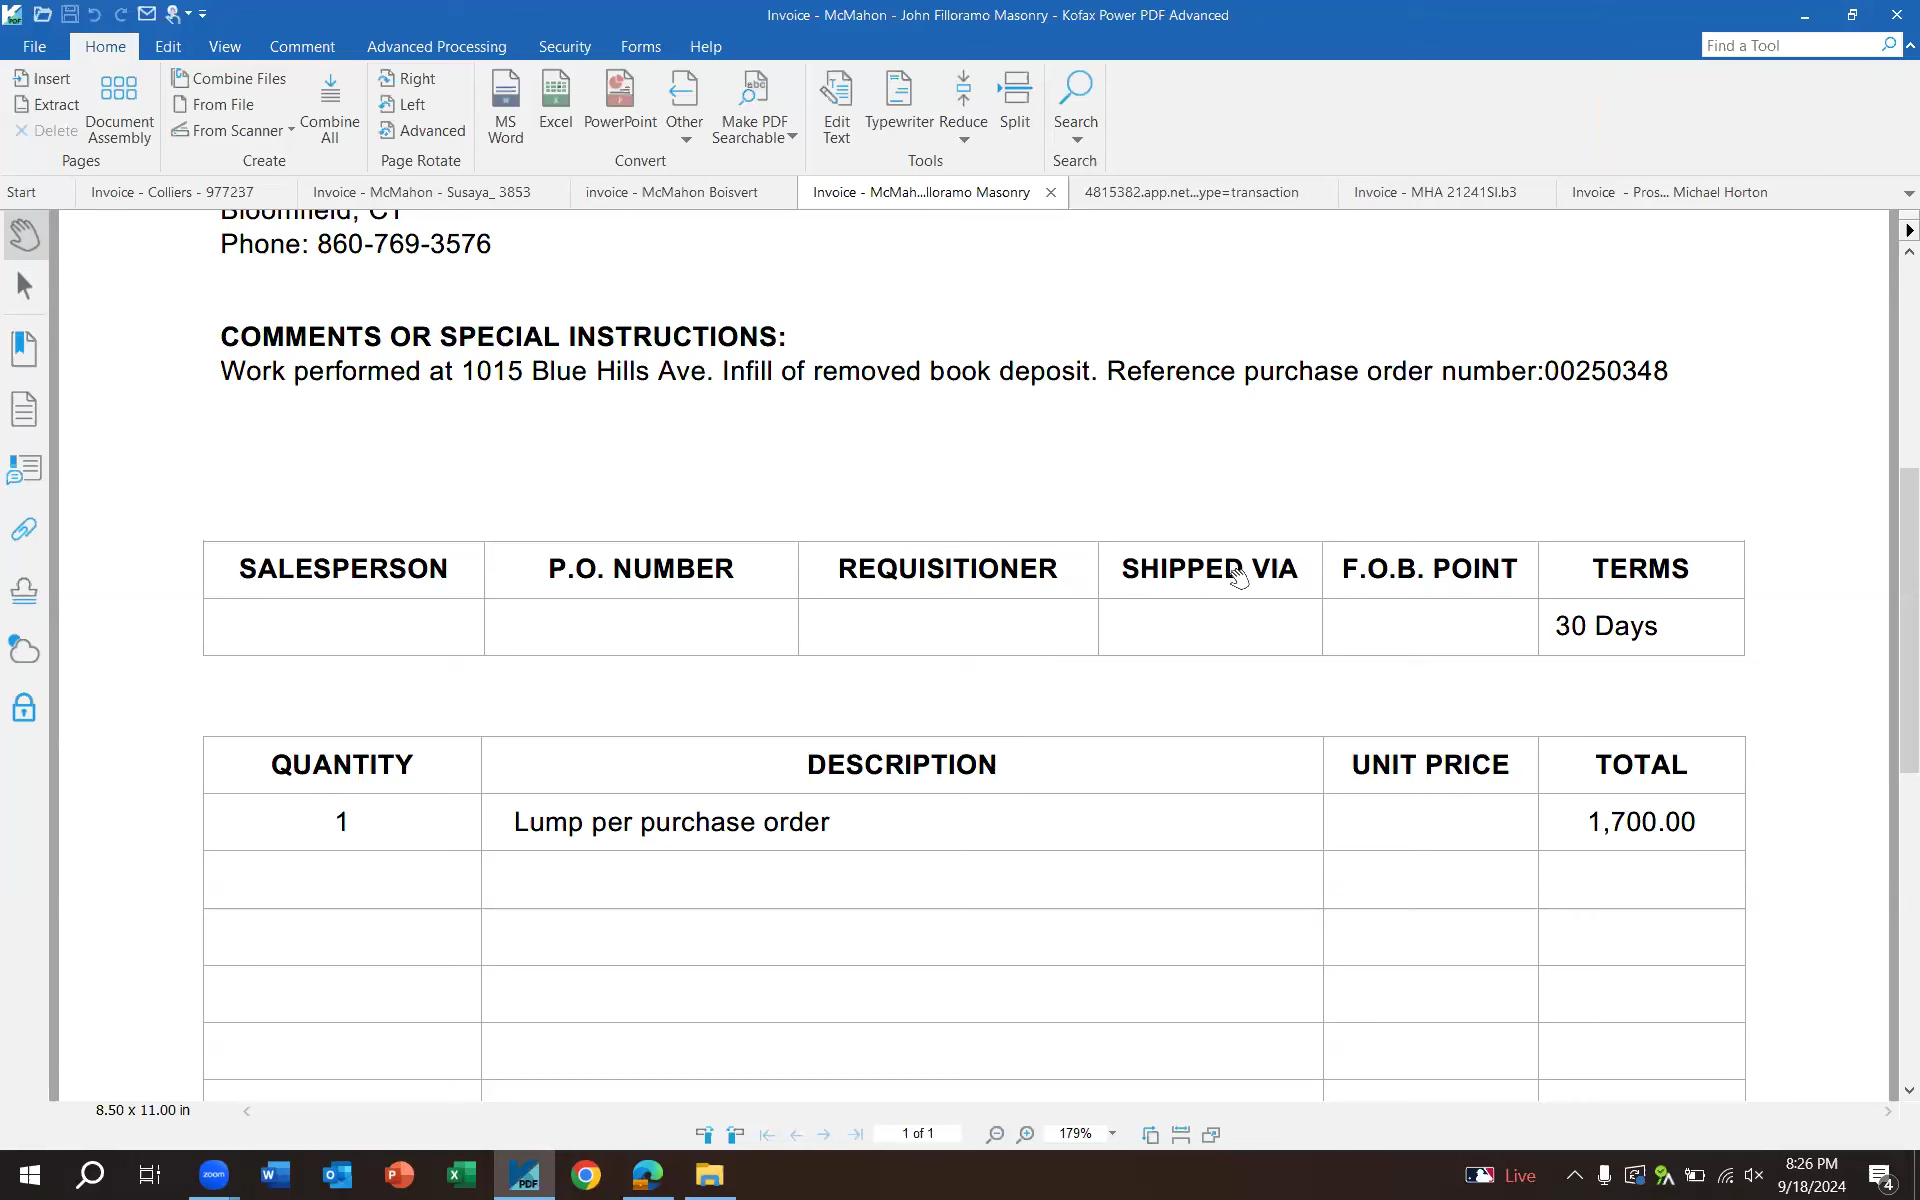 Invoice - McMahon - John Filloramo Masonry - Kofax Power PDF Advanced
File Home Edit View Comment Advanced Processing Security Forms Help Find a Tool
Insert
Extract
Delete
Document Assembly
Pages
Combine Files
From File
From Scanner
Combine All
Create
Right
Left
Advanced
Page Rotate
MS Word
Excel
PowerPoint
Other
Make PDF Searchable
Convert
Edit Text
Typewriter
Reduce
Split
Tools
Search
Search
Start Invoice - Colliers - 977237 Invoice - McMahon - Susaya_ 3853 invoice - McMahon Boisvert Invoice - McMah...lloramo Masonry 4815382.app.net...ype=transaction Invoice - MHA 21241SI.b3 Invoice - Pros... Michael Horton
Bloomfield, CT
Phone: 860-769-3576
COMMENTS OR SPECIAL INSTRUCTIONS:
Work performed at 1015 Blue Hills Ave. Infill of removed book deposit. Reference purchase order number:00250348
SALESPERSON P.O. NUMBER REQUISITIONER SHIPPED VIA F.O.B. POINT TERMS
30 Days
QUANTITY DESCRIPTION UNIT PRICE TOTAL
1 Lump per purchase order 1,700.00
8.50 x 11.00 in
1 of 1 179%
zoom
PDF
Live
8:26 PM
9/18/2024
4